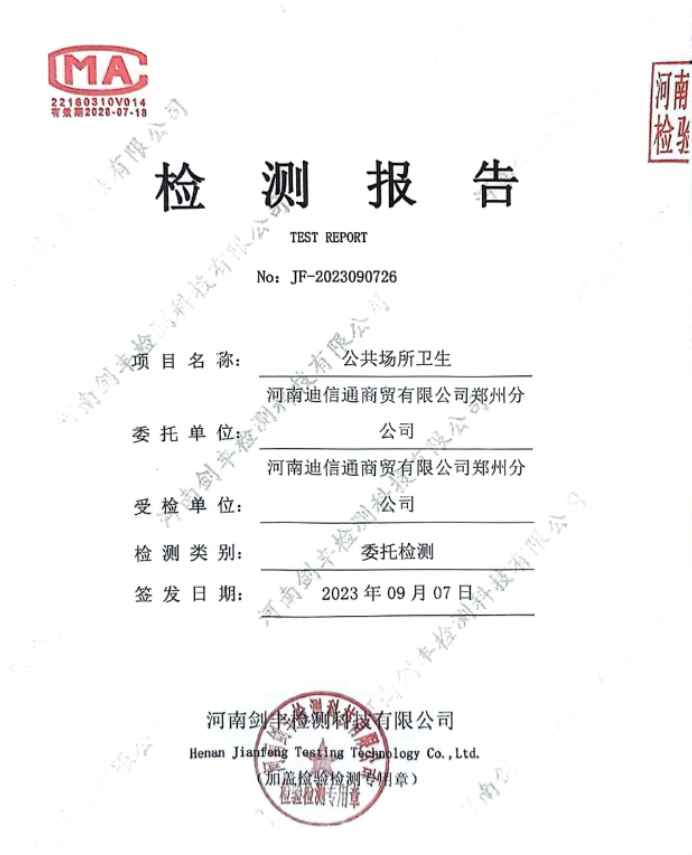 MA
221603100V014
有效期2028-07-18
河南
检验
检 测 报 告
TEST REPORT
No: JF-2023090726
项 目 名 称: 公共场所卫生
河南迪信通商贸有限公司郑州分
委 托 单 位: 公司
河南迪信通商贸有限公司郑州分
受 检 单 位: 公司
检 测 类 别: 委托检测
签 发 日 期: 2023 年 09 月 07 日
河南剑丰检测科技有限公司
Henan Jianfeng Testing Technology Co.,Ltd.
(加盖检验检测专用章)